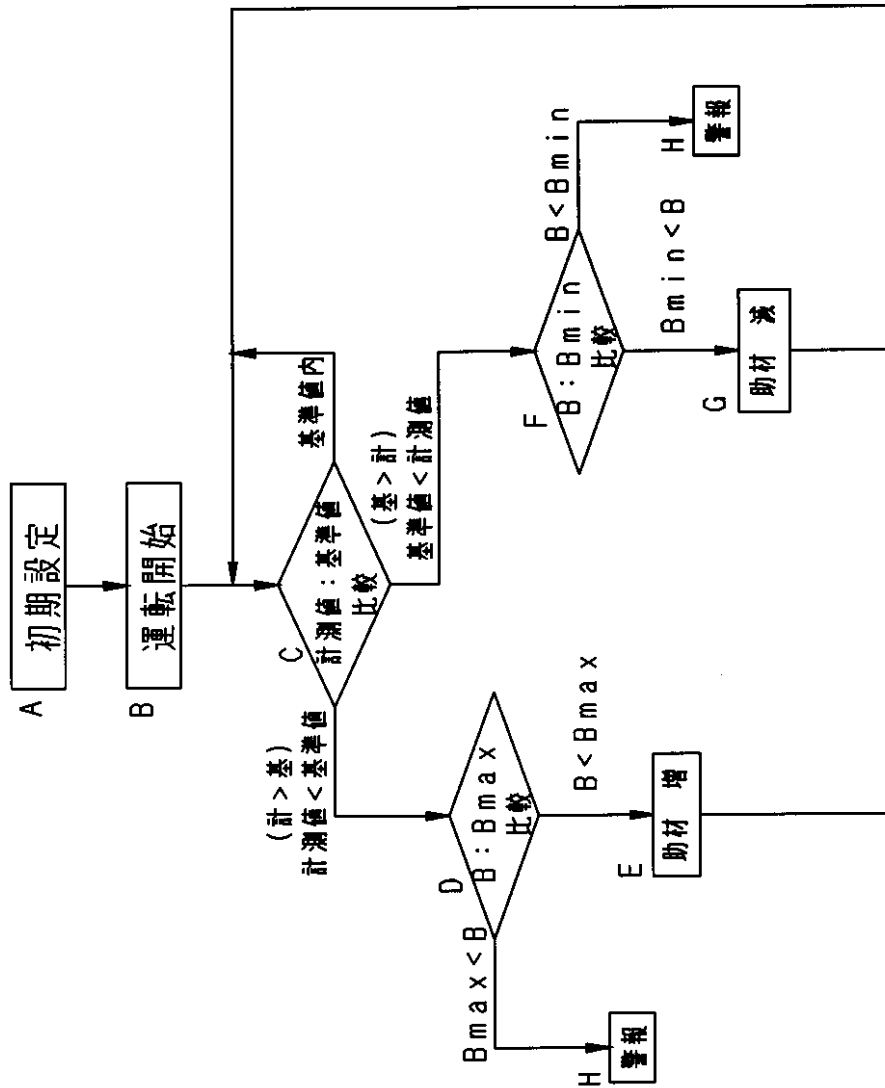 A
初期設定
B
運転開始
C
計測値:基準値
比較
基準値内
(計>基)
計測値<基準値
(基>計)
基準値<計測値
D
B:Bmax
比較
Bmax<B
B<Bmax
F
B:Bmin
比較
B<Bmin
Bmin<B
H
警報
E
助材 増
G
助材 減
H
警報